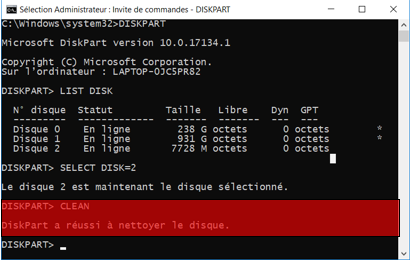 Sélection Administrateur : Invite de commandes - DISKPART
C:\Windows\system32>DISKPART
Microsoft DiskPart version 10.0.17134.1
Copyright (C) Microsoft Corporation.
Sur l'ordinateur : LAPTOP-0JC5PR82
DISKPART> LIST DISK
N° disque  Statut         Taille   Libre    Dyn  GPT
---------  -------------  -------  -------  ---  ---
Disque 0    En ligne        238 G octets      0 octets        *
Disque 1    En ligne        931 G octets      0 octets        *
Disque 2    En ligne       7728 M octets      0 octets
DISKPART> SELECT DISK=2
Le disque 2 est maintenant le disque sélectionné.
DISKPART> CLEAN
DiskPart a réussi à nettoyer le disque.
DISKPART>